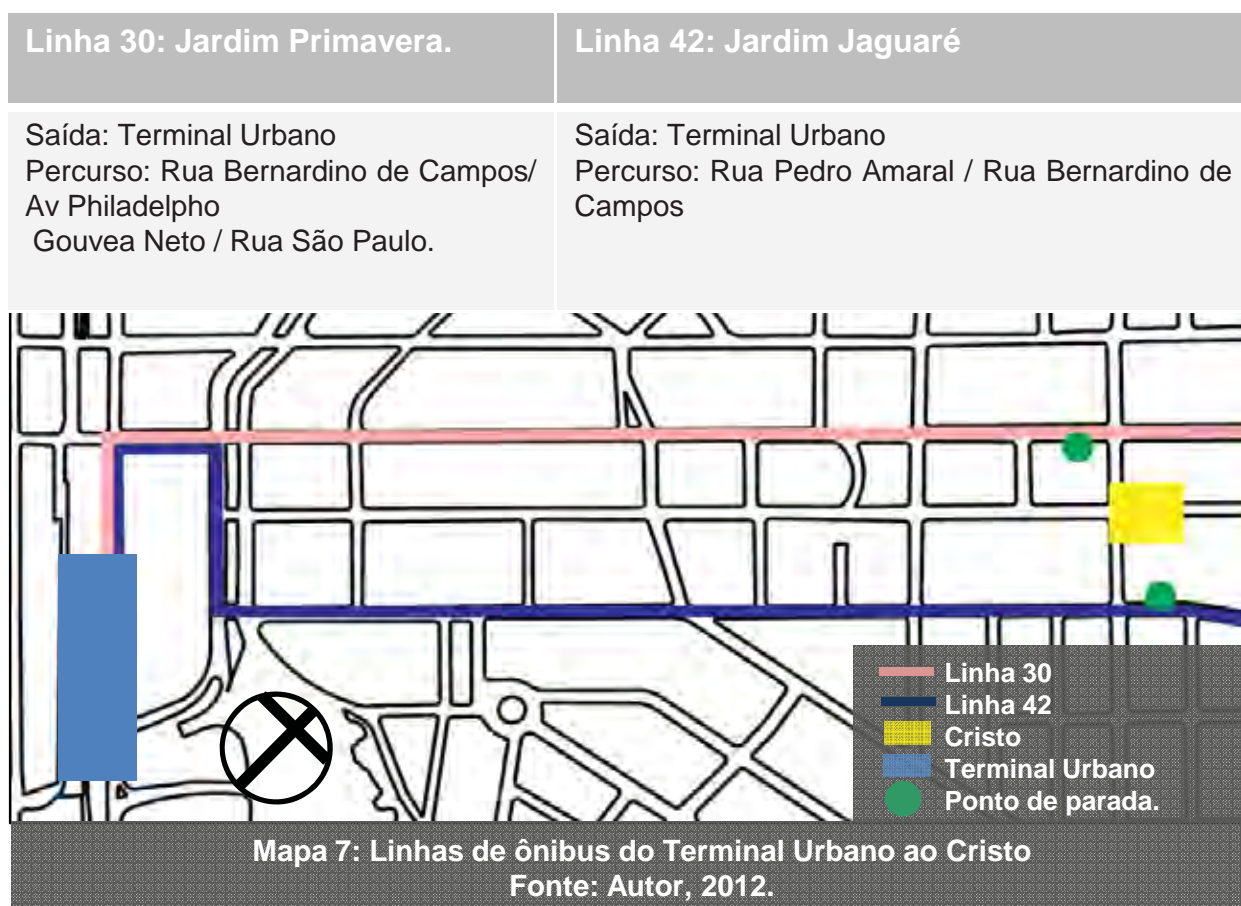 Linha 30: Jardim Primavera.
Linha 42: Jardim Jaguaré
Saída: Terminal Urbano
Percurso: Rua Bernardino de Campos/
Av Philadelpho
Gouvea Neto / Rua São Paulo.
Saída: Terminal Urbano
Percurso: Rua Pedro Amaral / Rua Bernardino de
Campos
Linha 30
Linha 42
Cristo
Terminal Urbano
Ponto de parada.
Mapa 7: Linhas de ônibus do Terminal Urbano ao Cristo
Fonte: Autor, 2012.